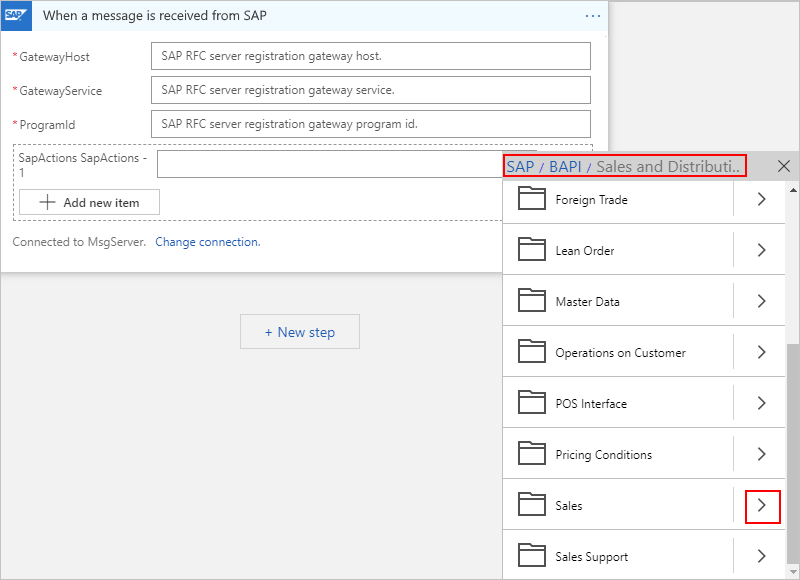 SAP
When a message is received from SAP
...
* GatewayHost
SAP RFC server registration gateway host.
* GatewayService
SAP RFC server registration gateway service.
* ProgramId
SAP RFC server registration gateway program id.
SapActions SapActions -
1
+ Add new item
Connected to MsgServer. Change connection.
+ New step
SAP / BAPI / Sales and Distributi..
Foreign Trade
Lean Order
Master Data
Operations on Customer
POS Interface
Pricing Conditions
Sales
Sales Support